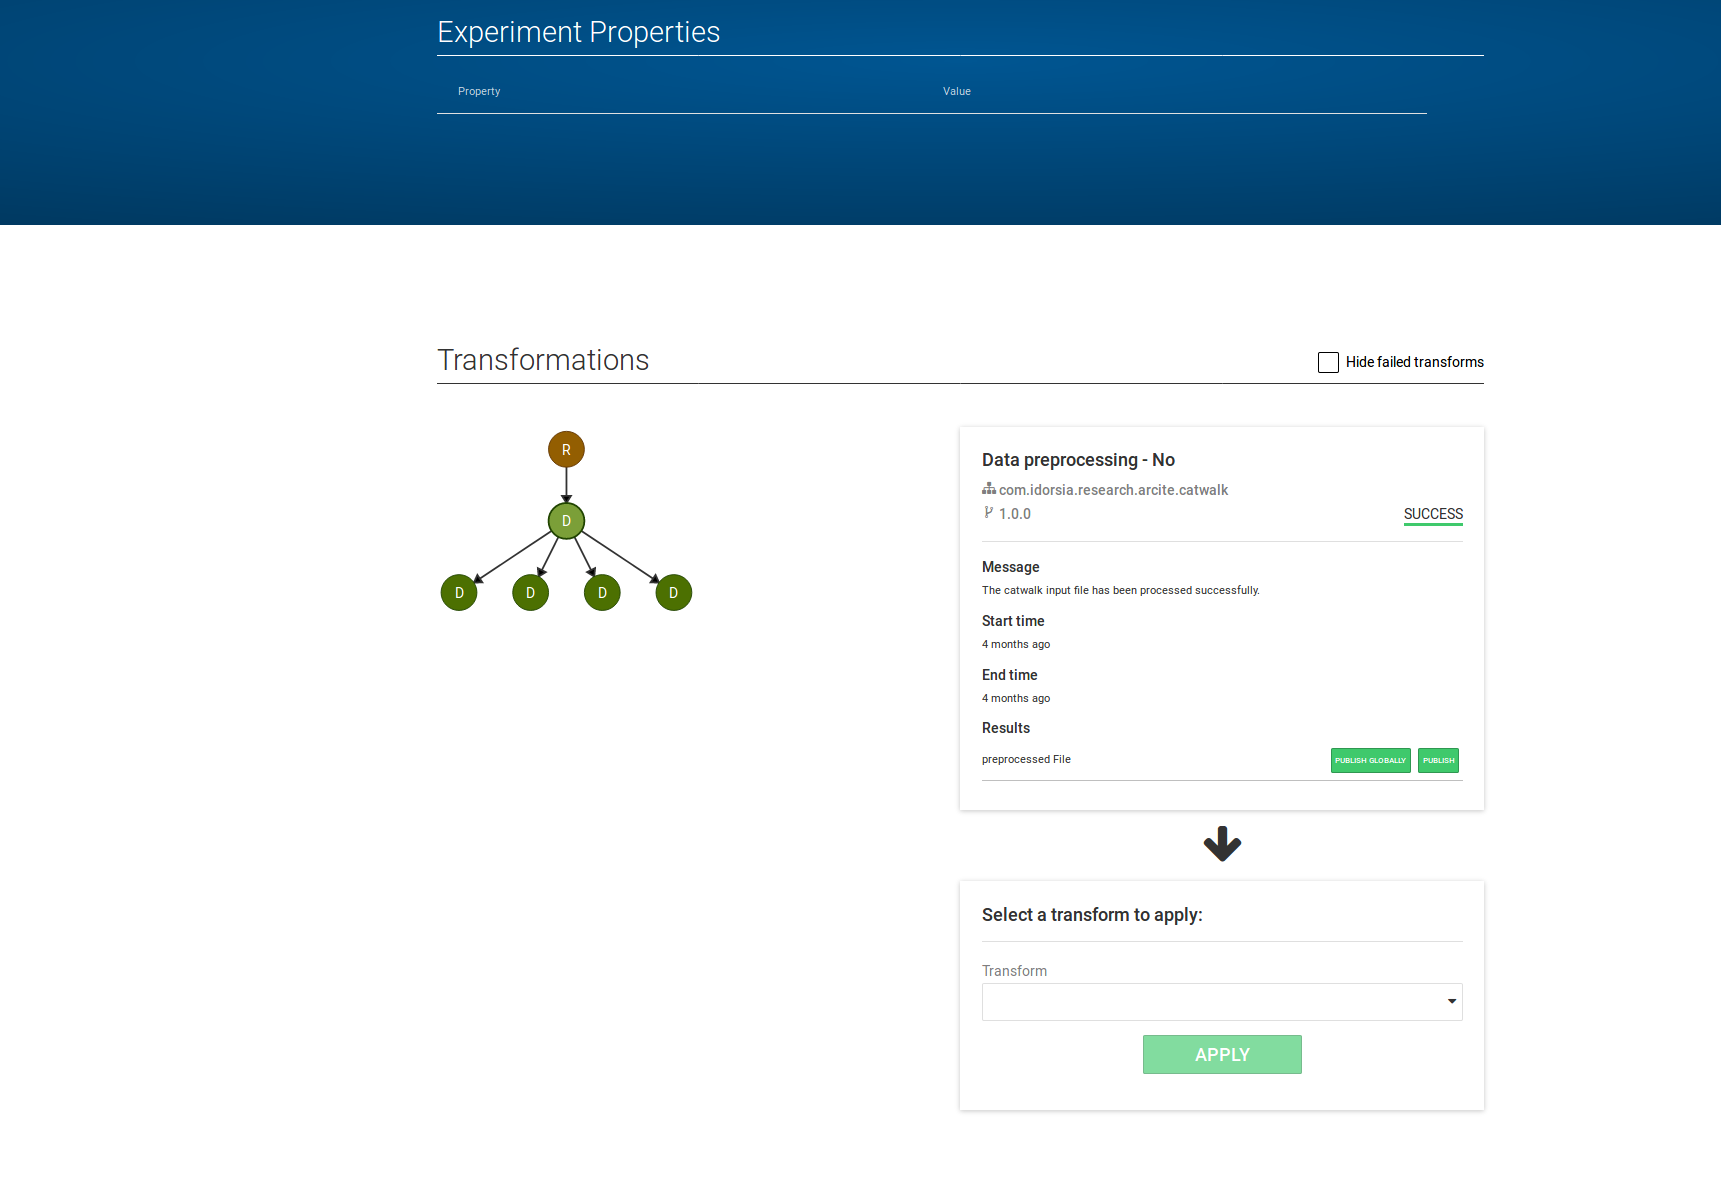 Experiment Properties
Property Value
Transformations
Hide failed transforms
R
D
D D D D
Data preprocessing - No
com.idorsia.research.arcite.catwalk
1.0.0
SUCCESS
Message
The catwalk input file has been processed successfully.
Start time
4 months ago
End time
4 months ago
Results
preprocessed File
PUBLISH GLOBALLY PUBLISH
Select a transform to apply:
Transform
APPLY